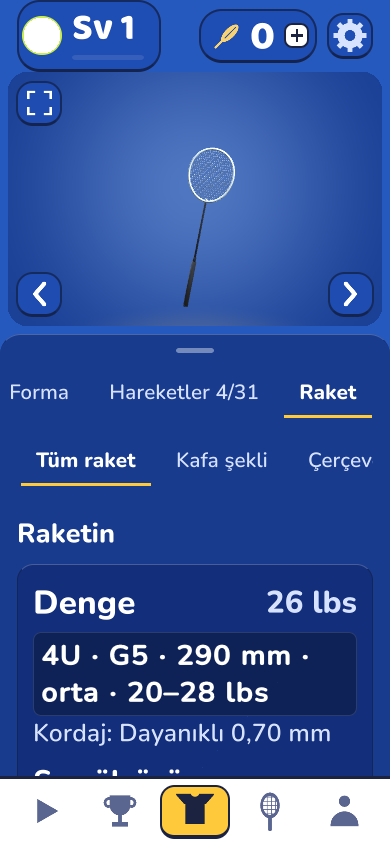 Sv 1
0
Forma Hareketler 4/31 Raket
Tüm raket Kafa şekli Çerçev
Raketin
Denge 26 lbs
4U · G5 · 290 mm ·
orta · 20–28 lbs
Kordaj: Dayanıklı 0,70 mm